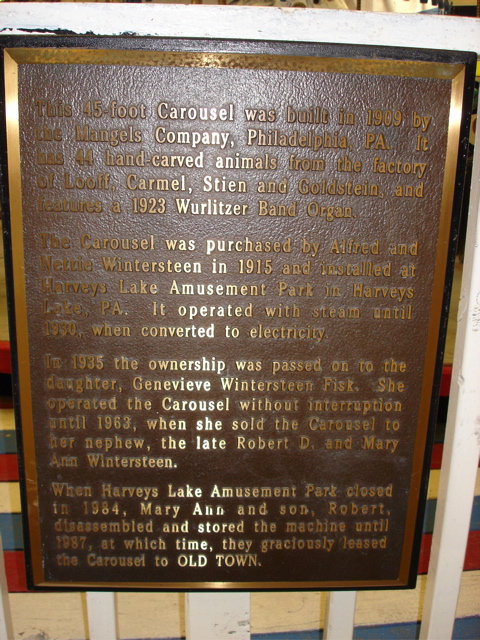 This 45-foot Carousel was built in 1909 by
the Mangels Company, Philadelphia, PA. It
has 44 hand-carved animals from the factory
of Looff, Carmel, Stien and Goldstein, and
features a 1923 Wurlitzer Band Organ.
The Carousel was purchased by Alfred and
Nettie Wintersteen in 1915 and installed at
Harveys Lake Amusement Park in Harveys
Lake, PA. It operated with steam until
1930, when converted to electricity.
In 1935 the ownership was passed on to the
daughter, Genevieve Wintersteen Fisk. She
operated the Carousel without interruption
until 1963, when she sold the Carousel to
her nephew, the late Robert D. and Mary
Ann Wintersteen.
When Harveys Lake Amusement Park closed
in 1984, Mary Ann and son, Robert,
disassembled and stored the machine until
1987, at which time, they graciously leased
the Carousel to OLD TOWN.